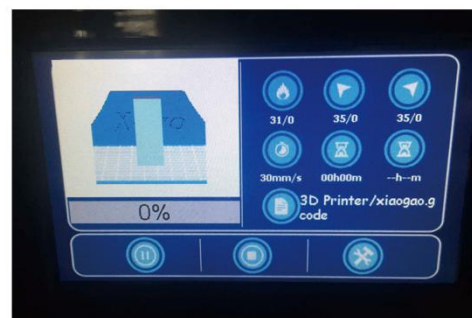 31/0
35/0
35/0
30mm/s
00h00m
--h--m
3D Printer/xiaogao.g
code
0%